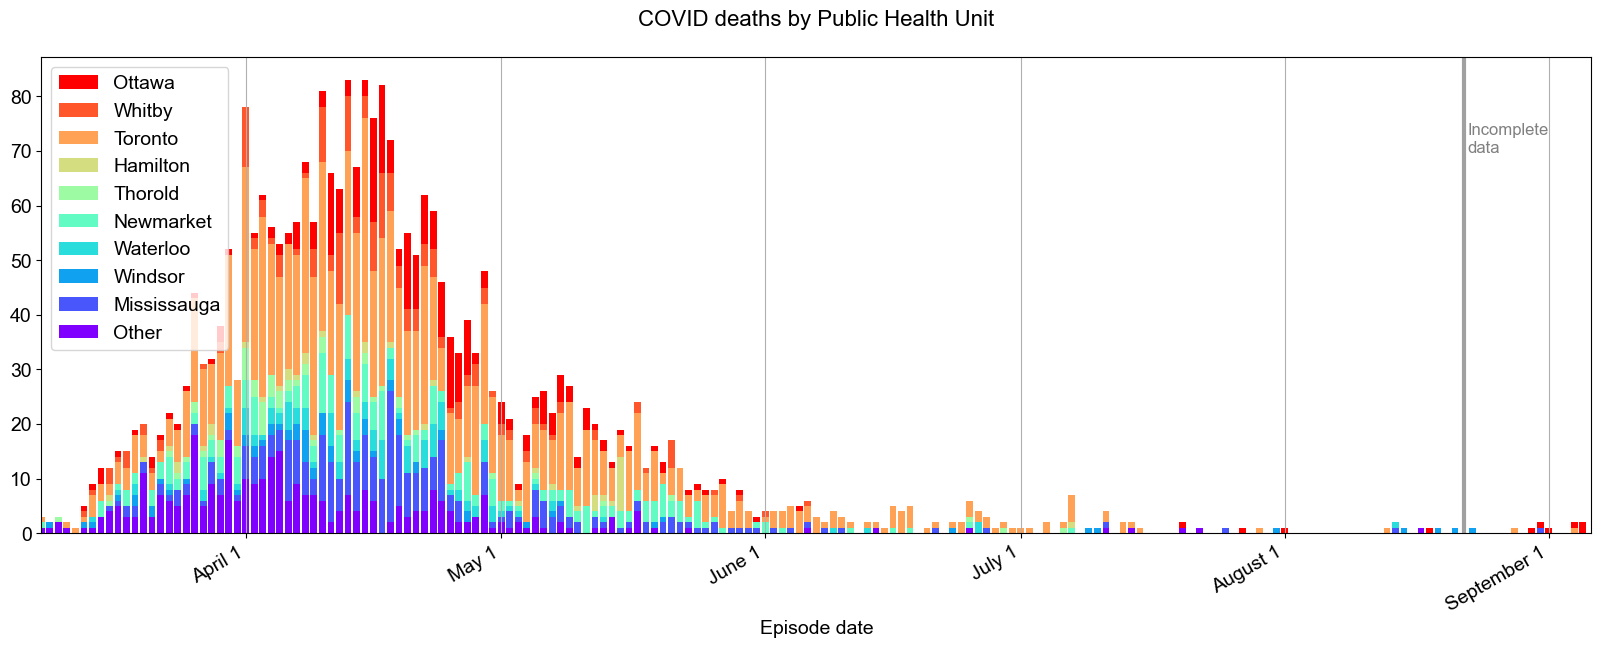 COVID deaths by Public Health Unit
Ottawa
Whitby
Toronto
Hamilton
Thorold
Newmarket
Waterloo
Windsor
Mississauga
Other
80
70
60
50
40
30
20
10
0
Incomplete
data
April 1
May 1
June 1
July 1
August 1
September 1
Episode date